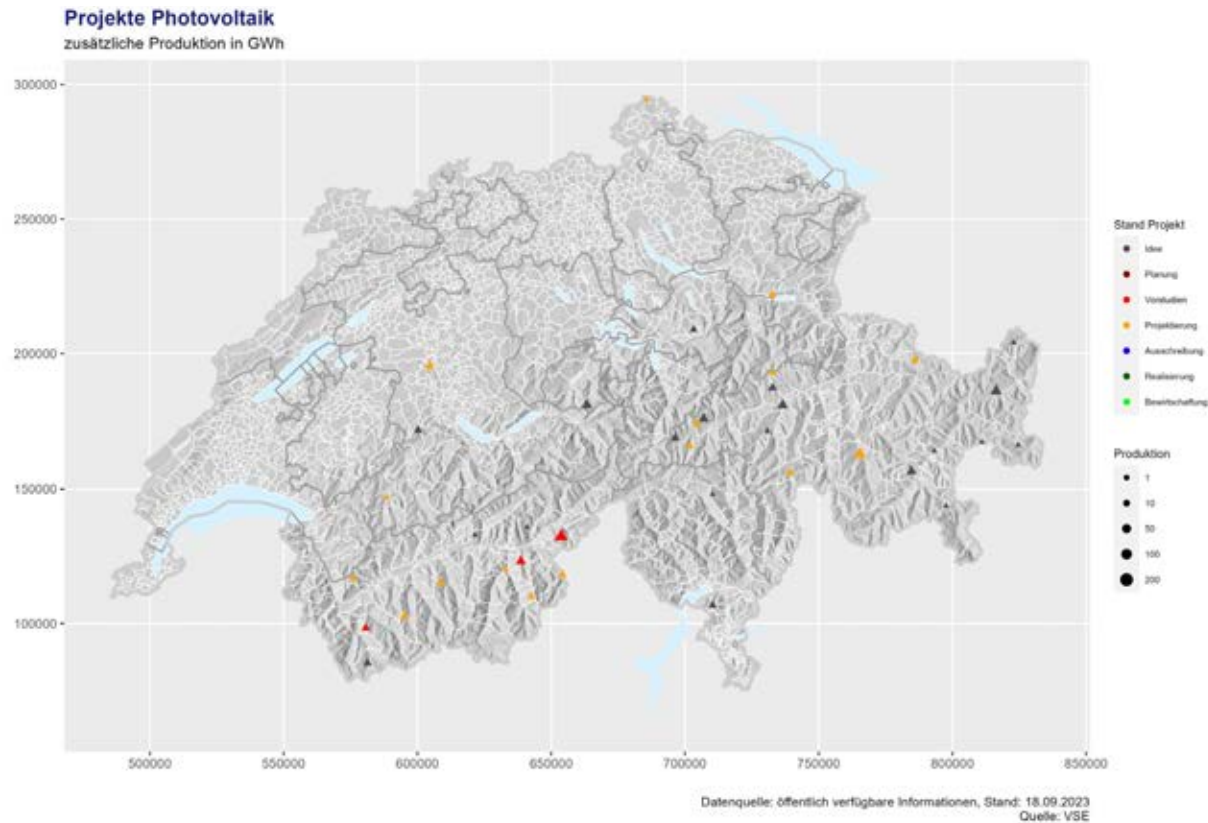 Projekte Photovoltaik
zusätzliche Produktion in GWh
300000
250000
200000
150000
100000
500000
550000
600000
650000
700000
750000
800000
850000
Stand Projekt
Idee
Planung
Vorstudien
Projektierung
Ausschreibung
Realisierung
Bewirtschaftung
Produktion
1
10
50
100
200
Datenquelle: öffentlich verfügbare Informationen, Stand: 18.09.2023
Quelle: VSE